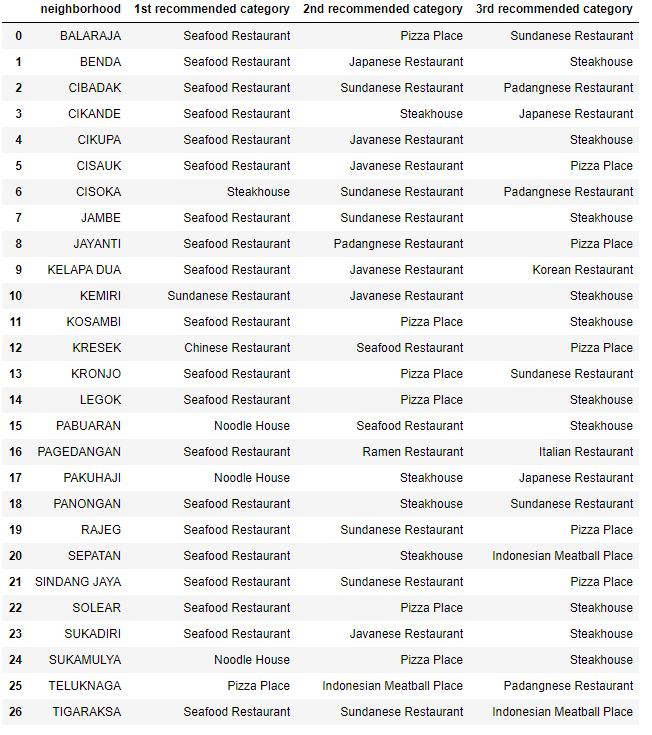 neighborhood 1st recommended category 2nd recommended category 3rd recommended category
0 BALARAJA Seafood Restaurant Pizza Place Sundanese Restaurant
1 BENDA Seafood Restaurant Japanese Restaurant Steakhouse
2 CIBADAK Seafood Restaurant Sundanese Restaurant Padangnese Restaurant
3 CIKANDE Seafood Restaurant Steakhouse Japanese Restaurant
4 CIKUPA Seafood Restaurant Javanese Restaurant Steakhouse
5 CISAUK Seafood Restaurant Javanese Restaurant Pizza Place
6 CISOKA Steakhouse Sundanese Restaurant Padangnese Restaurant
7 JAMBE Seafood Restaurant Sundanese Restaurant Steakhouse
8 JAYANTI Seafood Restaurant Padangnese Restaurant Pizza Place
9 KELAPA DUA Seafood Restaurant Javanese Restaurant Korean Restaurant
10 KEMIRI Sundanese Restaurant Javanese Restaurant Steakhouse
11 KOSAMBI Seafood Restaurant Pizza Place Steakhouse
12 KRESEK Chinese Restaurant Seafood Restaurant Pizza Place
13 KRONJO Seafood Restaurant Pizza Place Sundanese Restaurant
14 LEGOK Seafood Restaurant Pizza Place Steakhouse
15 PABUARAN Noodle House Seafood Restaurant Steakhouse
16 PAGEDANGAN Seafood Restaurant Ramen Restaurant Italian Restaurant
17 PAKUHAJI Noodle House Steakhouse Japanese Restaurant
18 PANONGAN Seafood Restaurant Steakhouse Sundanese Restaurant
19 RAJEG Seafood Restaurant Sundanese Restaurant Pizza Place
20 SEPATAN Seafood Restaurant Steakhouse Indonesian Meatball Place
21 SINDANG JAYA Seafood Restaurant Sundanese Restaurant Pizza Place
22 SOLEAR Seafood Restaurant Pizza Place Steakhouse
23 SUKADIRI Seafood Restaurant Javanese Restaurant Steakhouse
24 SUKAMULYA Noodle House Pizza Place Steakhouse
25 TELUKNAGA Pizza Place Indonesian Meatball Place Padangnese Restaurant
26 TIGARAKSA Seafood Restaurant Sundanese Restaurant Indonesian Meatball Place